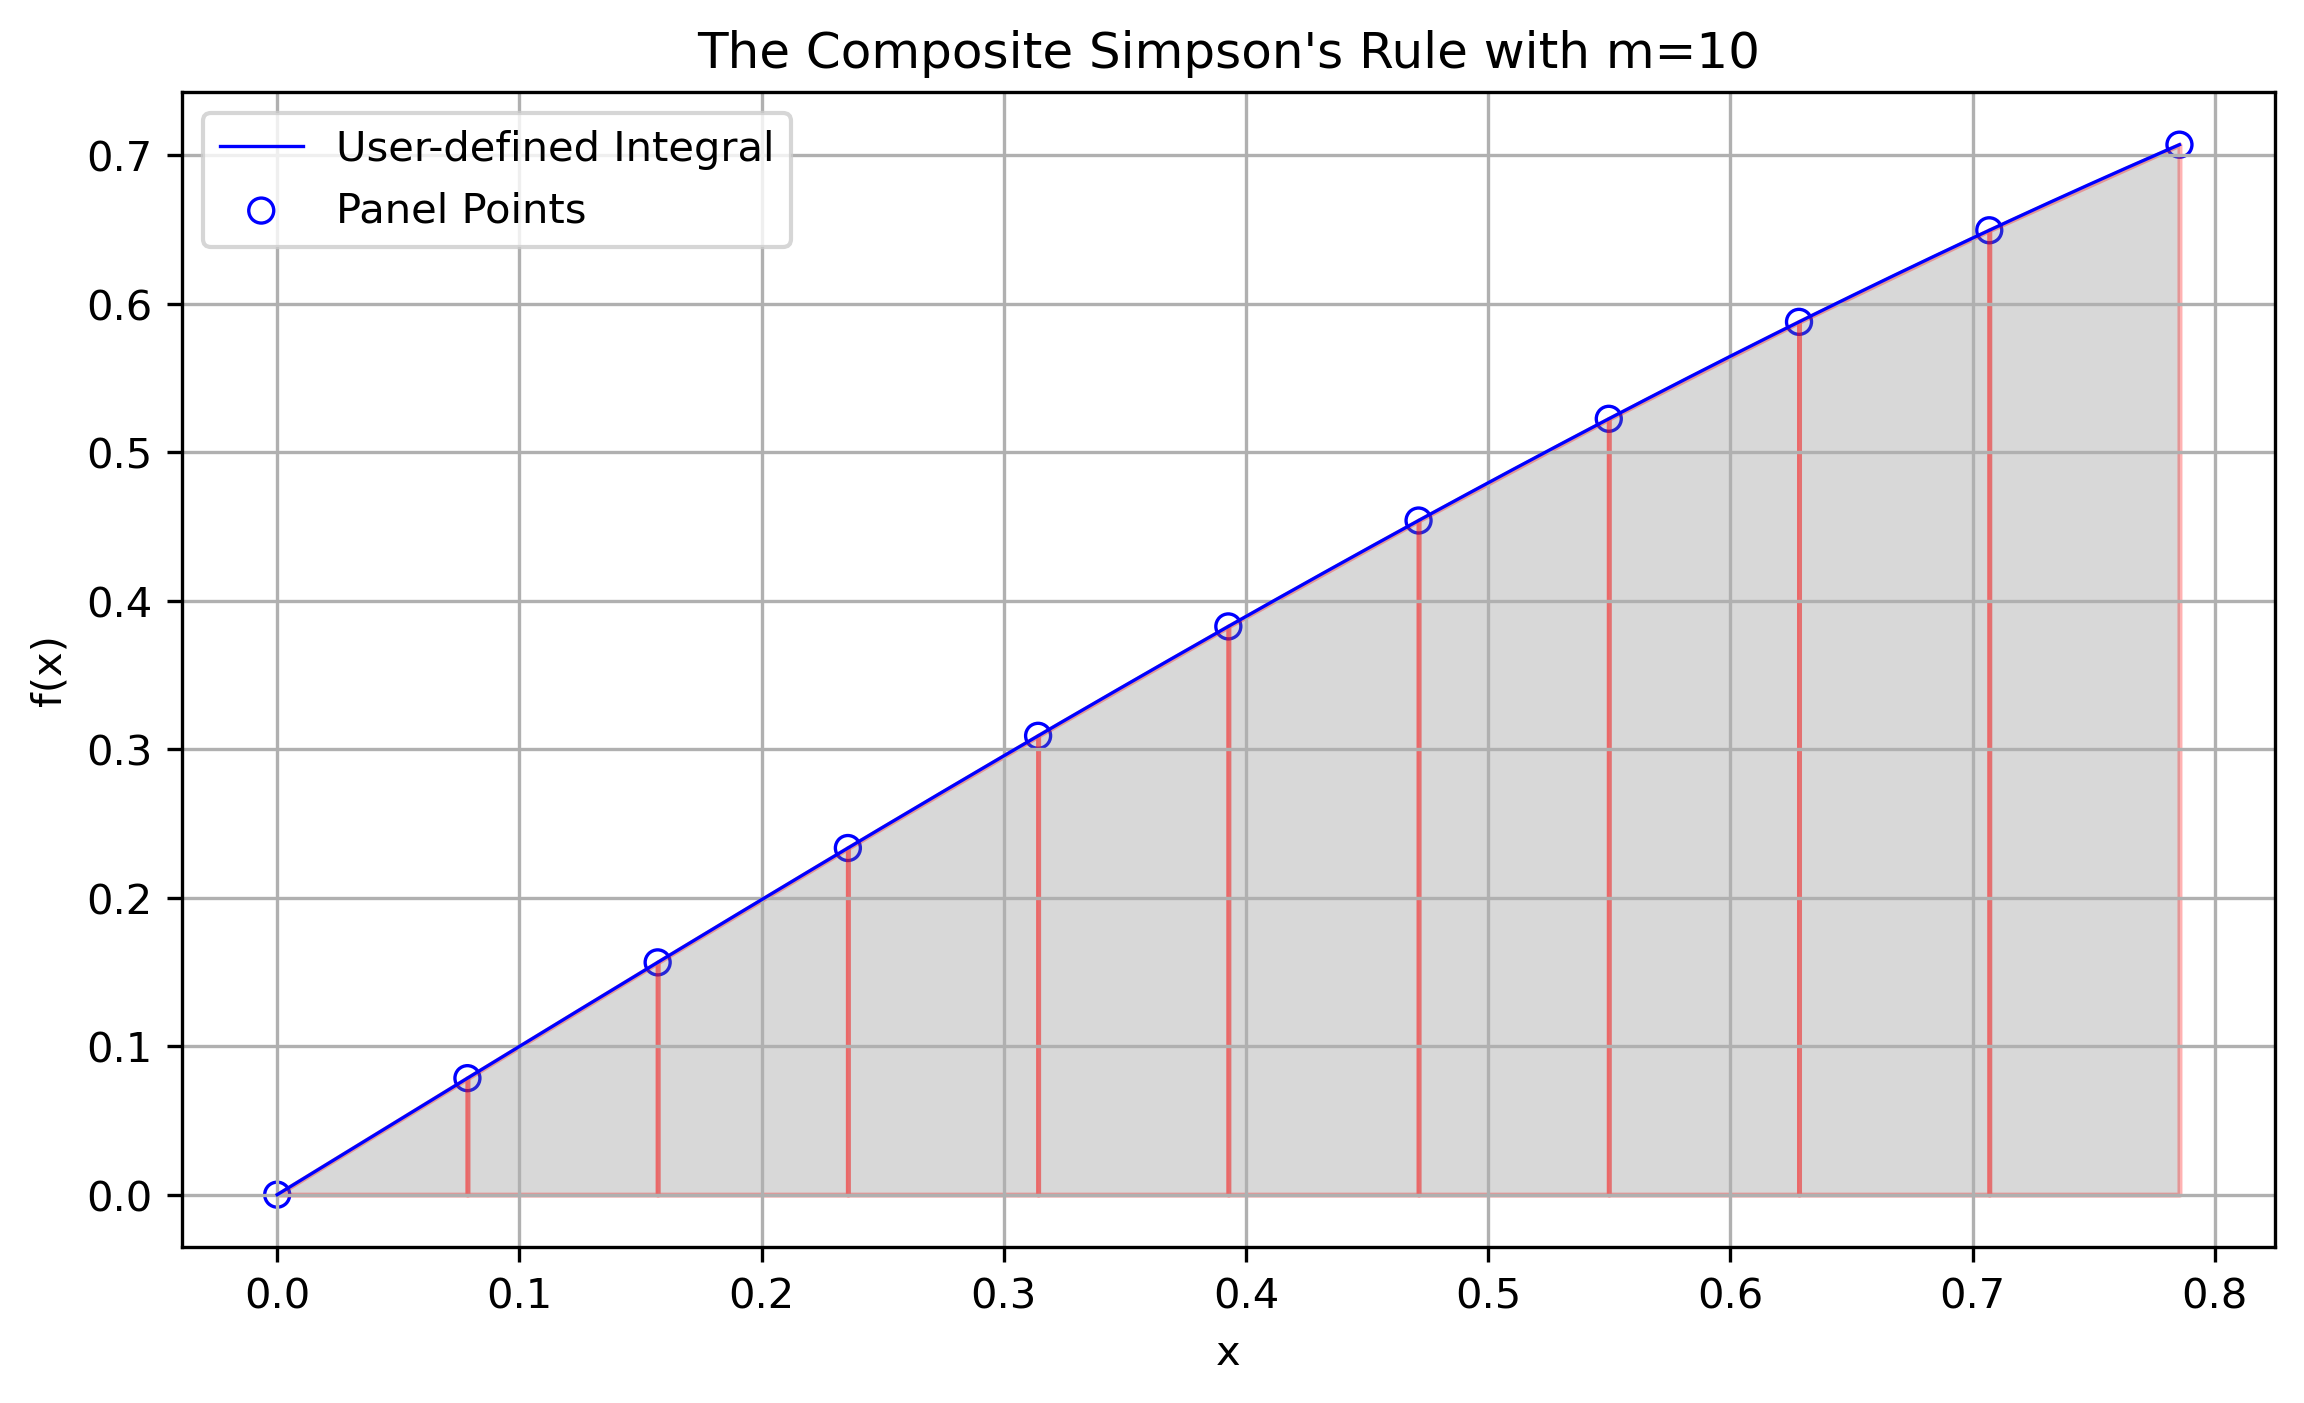 The Composite Simpson's Rule with m=10
User-defined Integral
Panel Points
0.7
0.6
0.5
0.4
0.3
0.2
0.1
0.0
f(x)
0.0 0.1 0.2 0.3 0.4 0.5 0.6 0.7 0.8
x